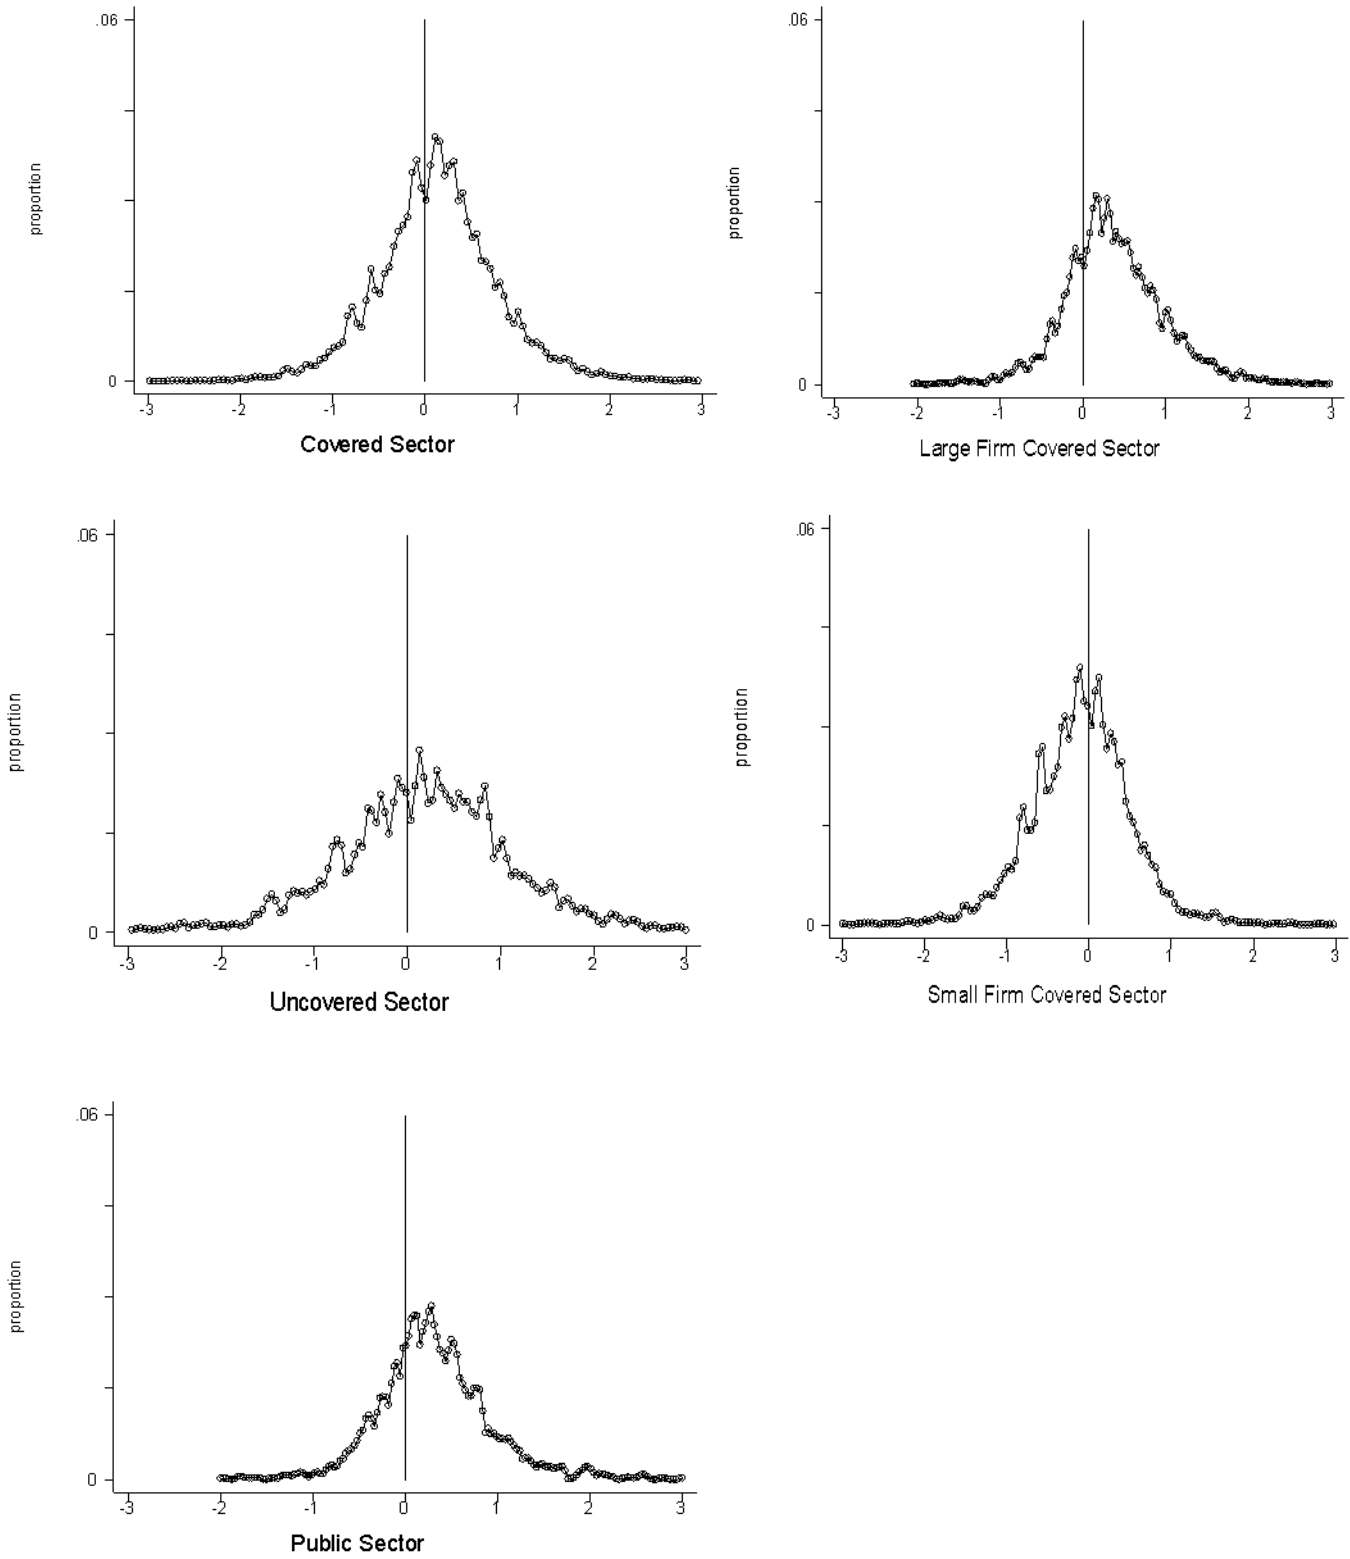 .06
proportion
0
-3 -2 -1 0 1 2 3
Covered Sector
.06
proportion
0
-3 -2 -1 0 1 2 3
Large Firm Covered Sector
.06
proportion
0
-3 -2 -1 0 1 2 3
Uncovered Sector
.06
proportion
0
-3 -2 -1 0 1 2 3
Small Firm Covered Sector
.06
proportion
0
-3 -2 -1 0 1 2 3
Public Sector